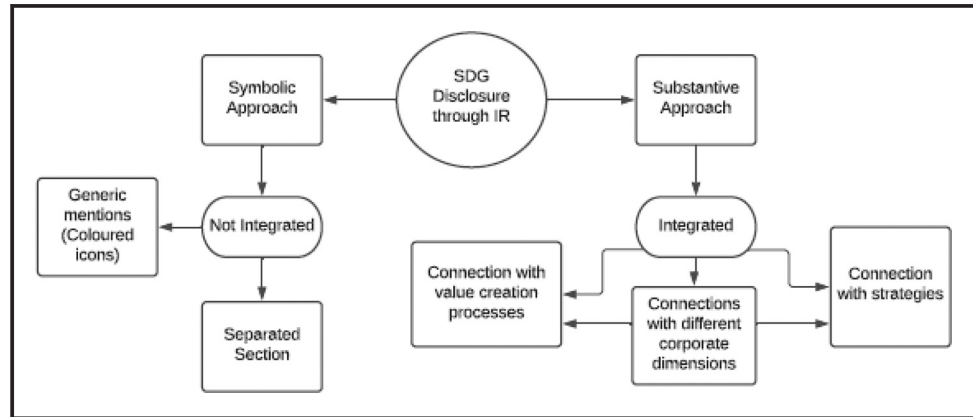 SDG
Disclosure
through IR
Symbolic
Approach
Substantive
Approach
Generic
mentions
(Coloured
icons)
Not Integrated
Integrated
Separated
Section
Connection with
value creation
processes
Connections
with different
corporate
dimensions
Connection
with strategies